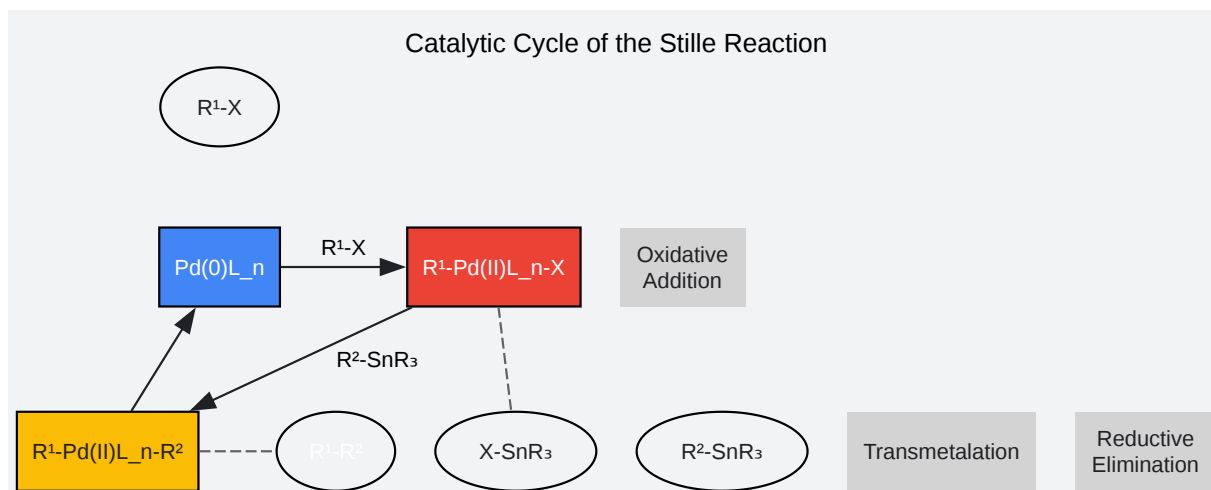 Catalytic Cycle of the Stille Reaction
R¹-X
Pd(0)L_n
R¹-X
R¹-Pd(II)L_n-X
Oxidative
Addition
R²-SnR₃
R¹-Pd(II)L_n-R²
R¹-R²
X-SnR₃
R²-SnR₃
Transmetalation
Reductive
Elimination